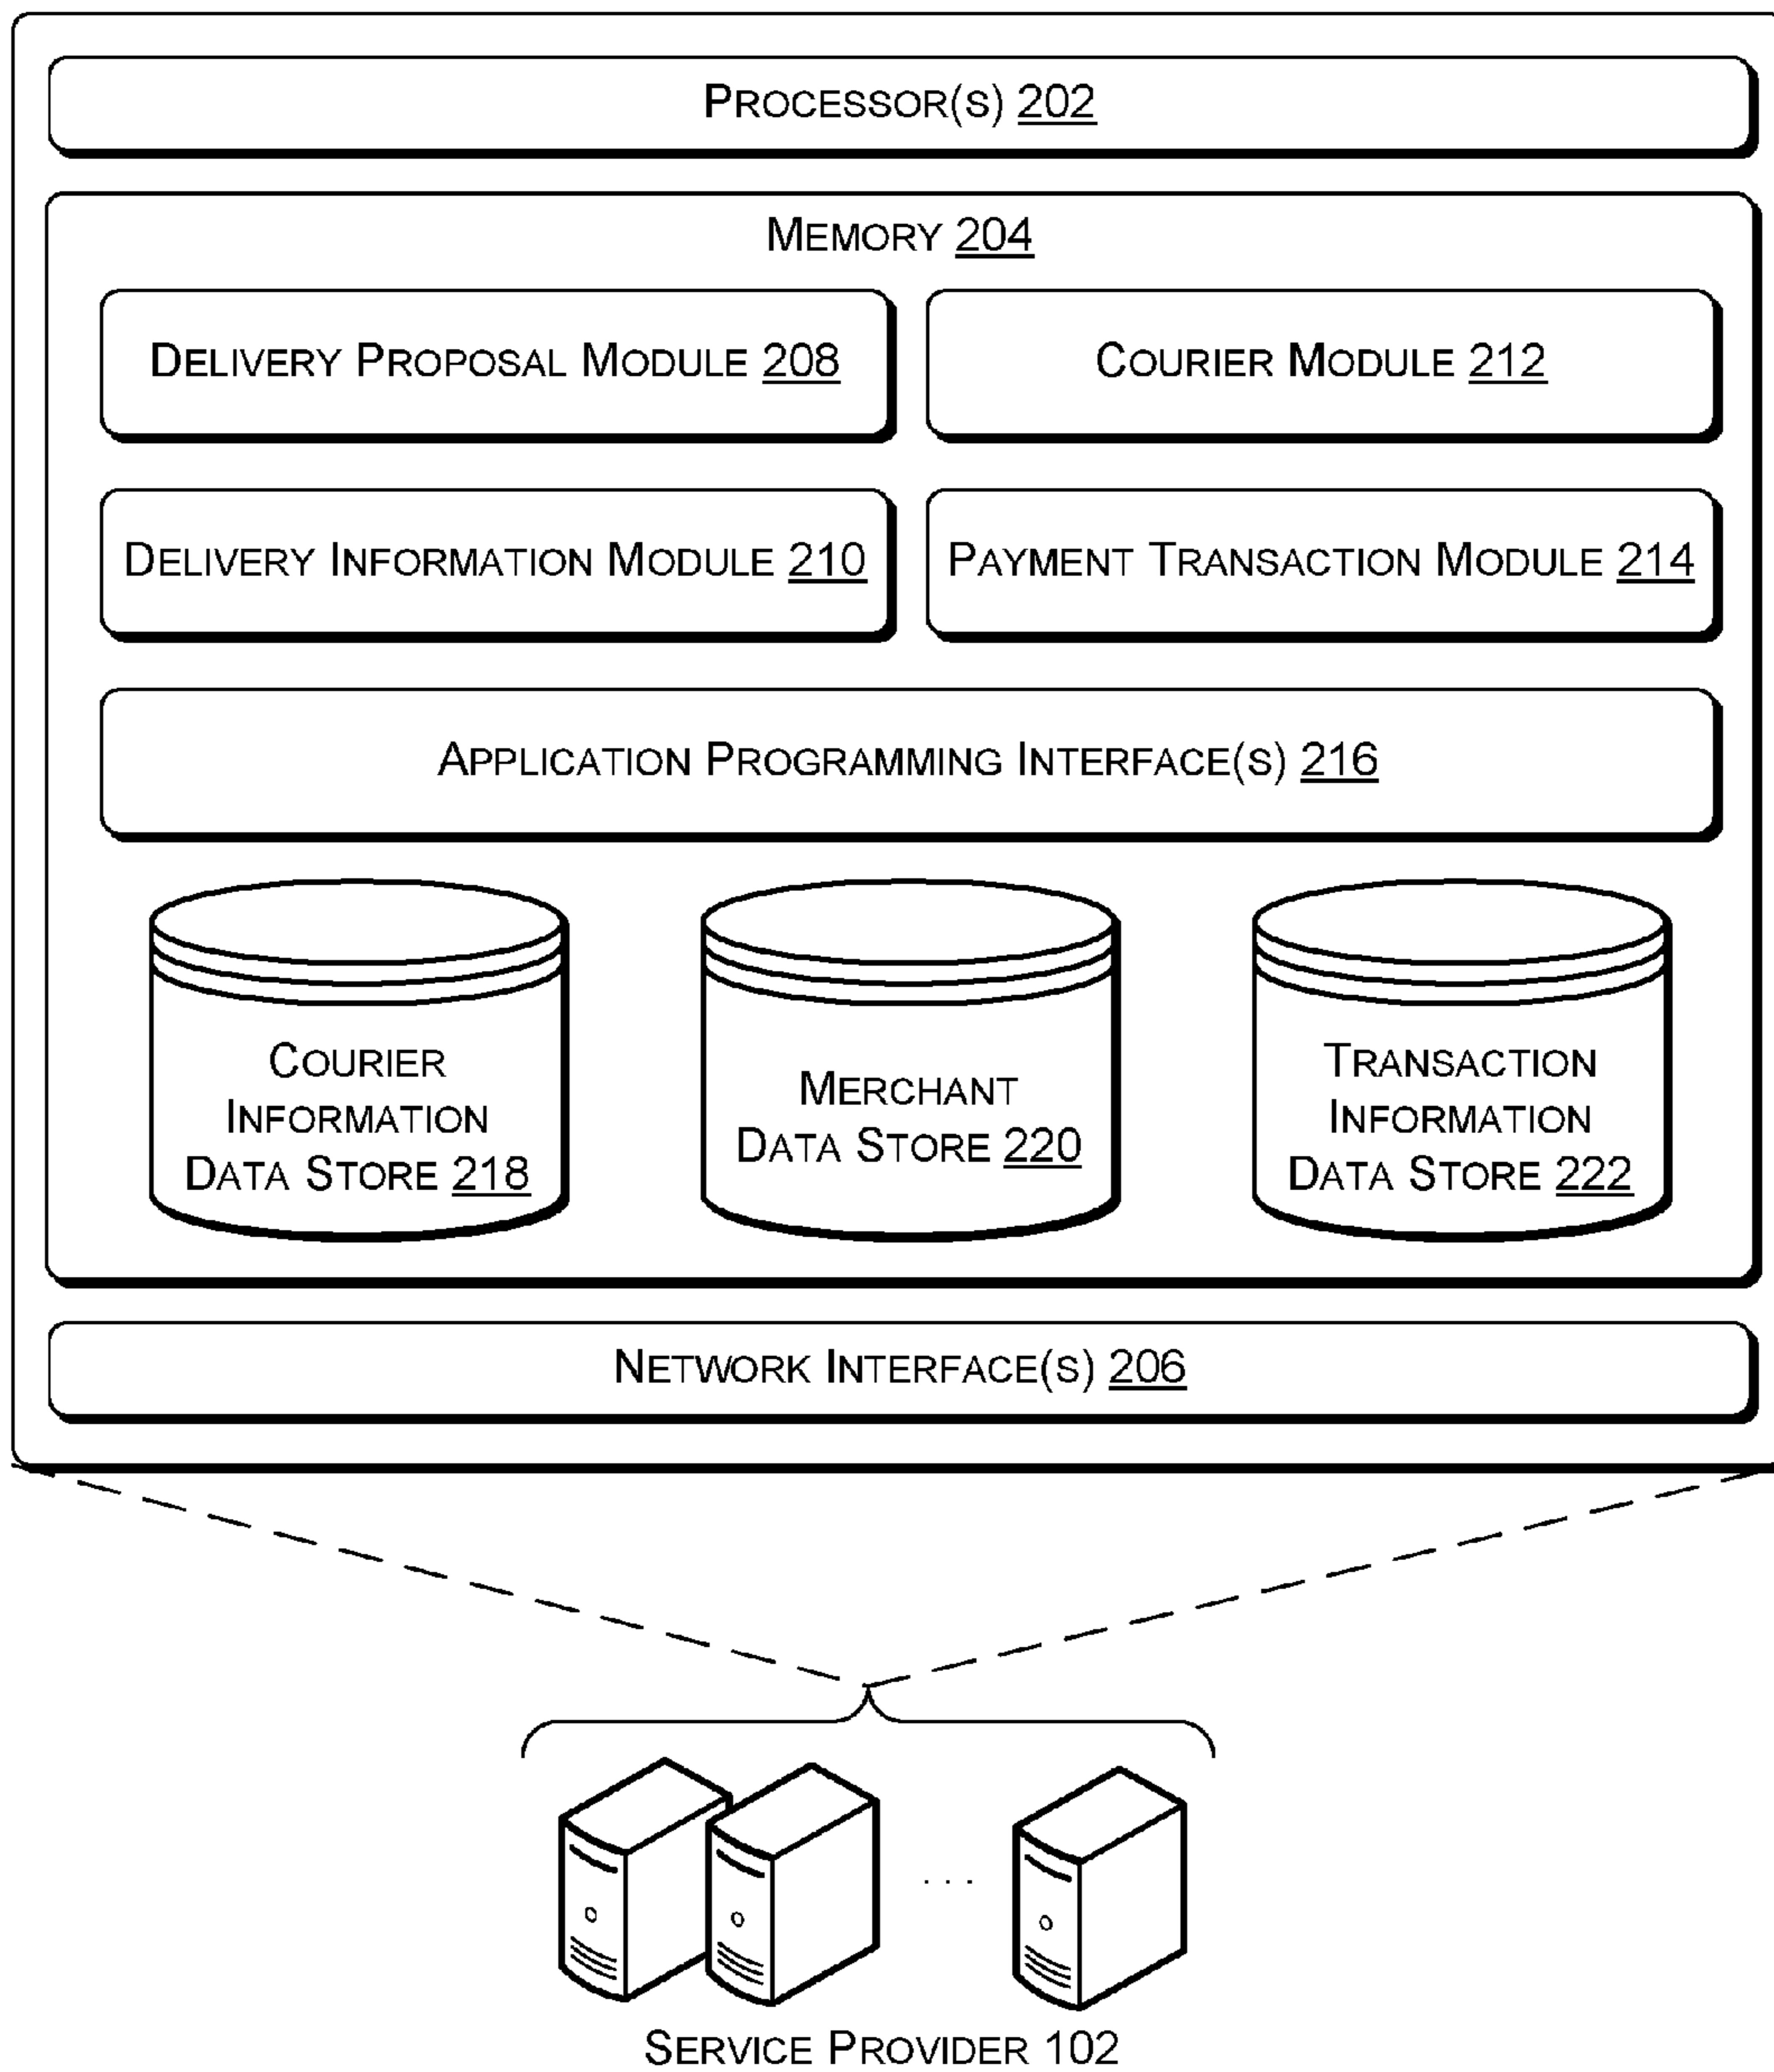 PROCESSOR(S) 202
MEMORY 204
DELIVERY PROPOSAL MODULE 208
COURIER MODULE 212
DELIVERY INFORMATION MODULE 210
PAYMENT TRANSACTION MODULE 214
APPLICATION PROGRAMMING INTERFACE(S) 216
COURIER
INFORMATION
DATA STORE 218
MERCHANT
DATA STORE 220
TRANSACTION
INFORMATION
DATA STORE 222
NETWORK INTERFACE(S) 206
. . .
SERVICE PROVIDER 102